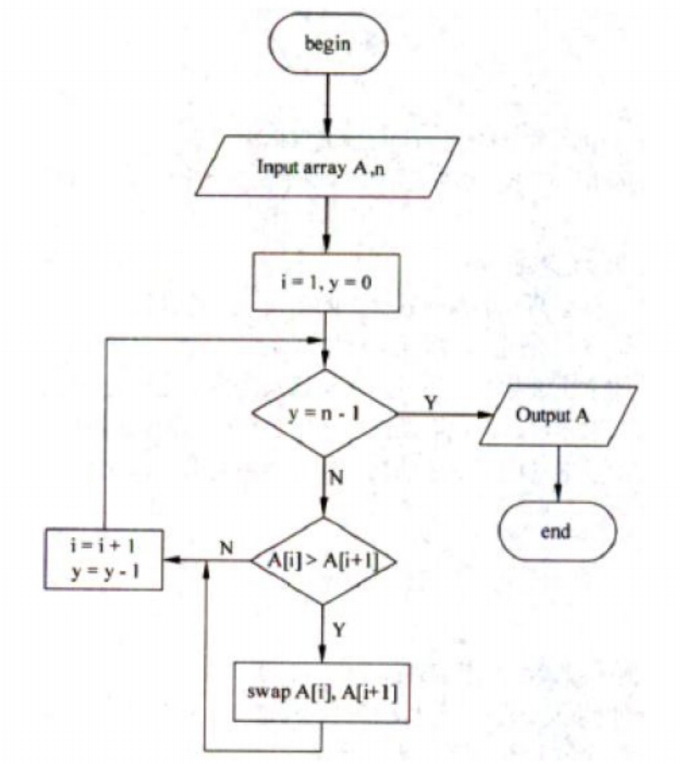 begin
Input array A,n
i = 1, y = 0
y = n - 1
Y
Output A
N
end
A[i]> A[i+1]
N
i = i + 1
y = y - 1
Y
swap A[i], A[i+1]